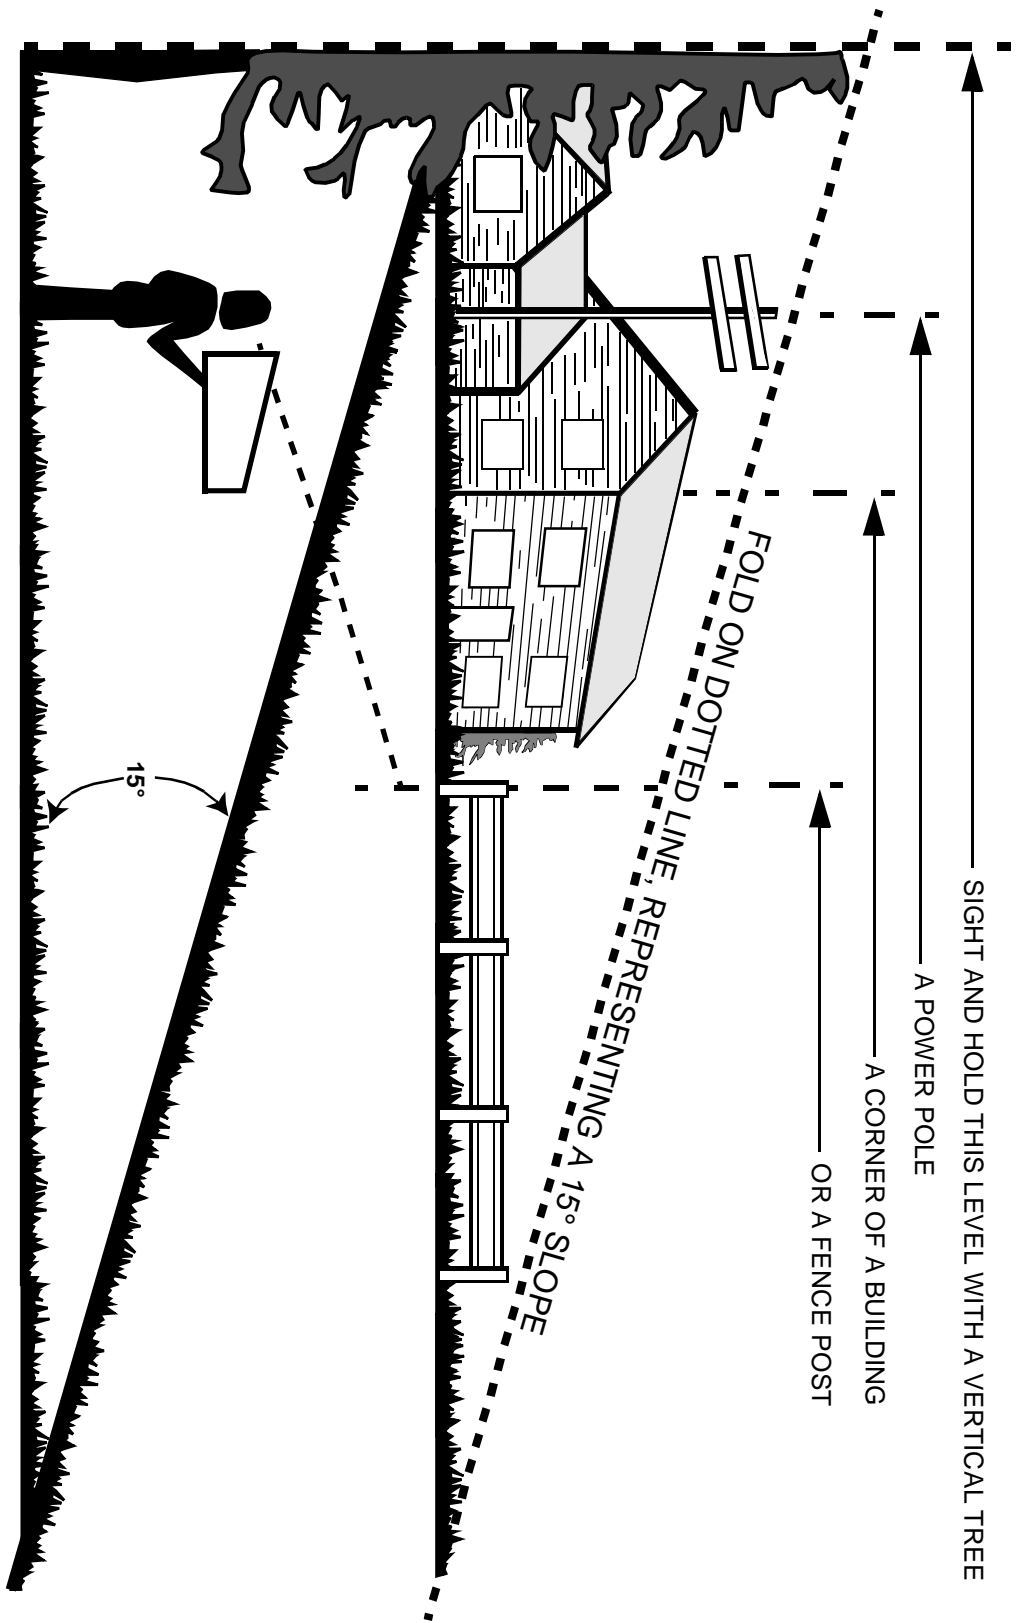 SIGHT AND HOLD THIS LEVEL WITH A VERTICAL TREE
A POWER POLE
A CORNER OF A BUILDING
OR A FENCE POST
FOLD ON DOTTED LINE, REPRESENTING A 15° SLOPE
15°